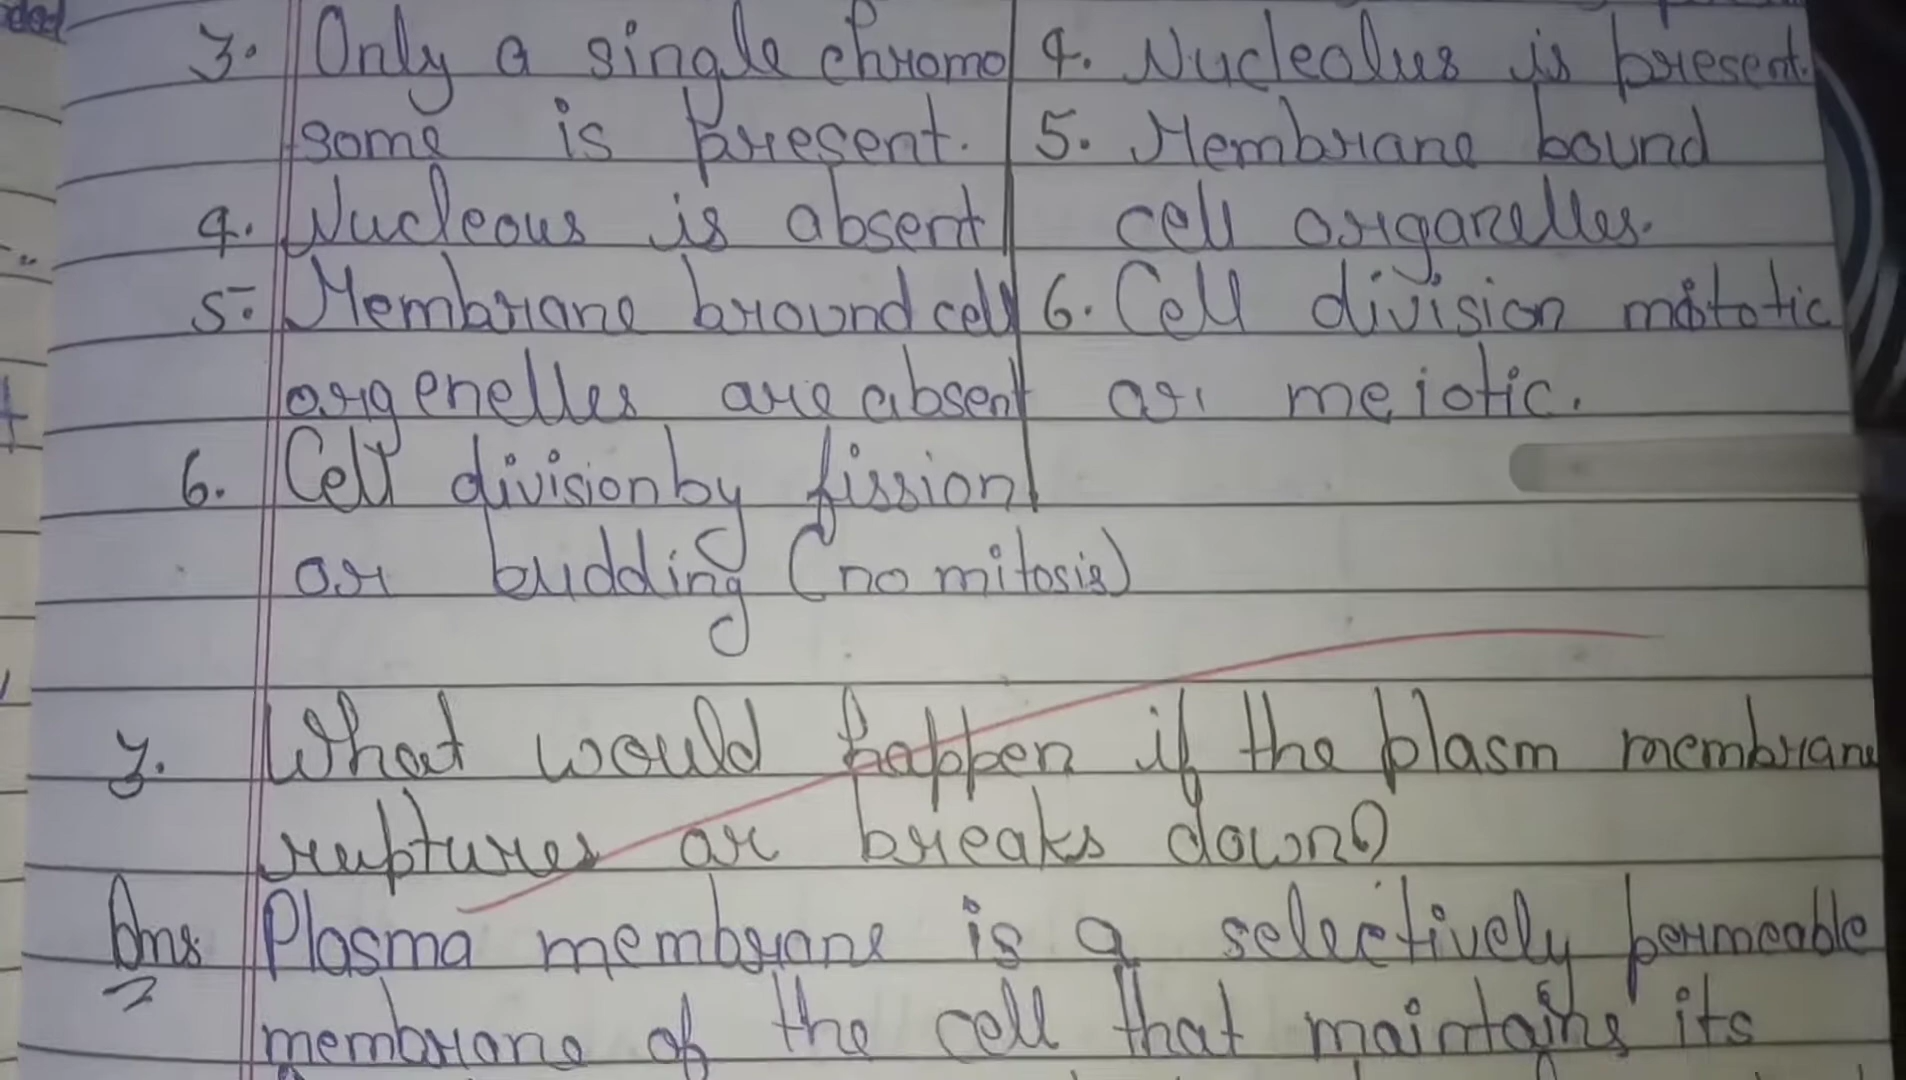 3. Only a single chromo
some is present.
4. Nucleous is absent
5. Membrane bround cell
orgenelles are absent
6. Cell division by fission
or budding (no mitosis)
4. Nucleolus is present.
5. Membrane bound
cell organelles.
6. Cell division mitotic
or meiotic.
3. What would happen if the plasm membrane
ruptures or breaks down?
Ans Plasma membrane is a selectively permeable
membrane of the cell that maintains its